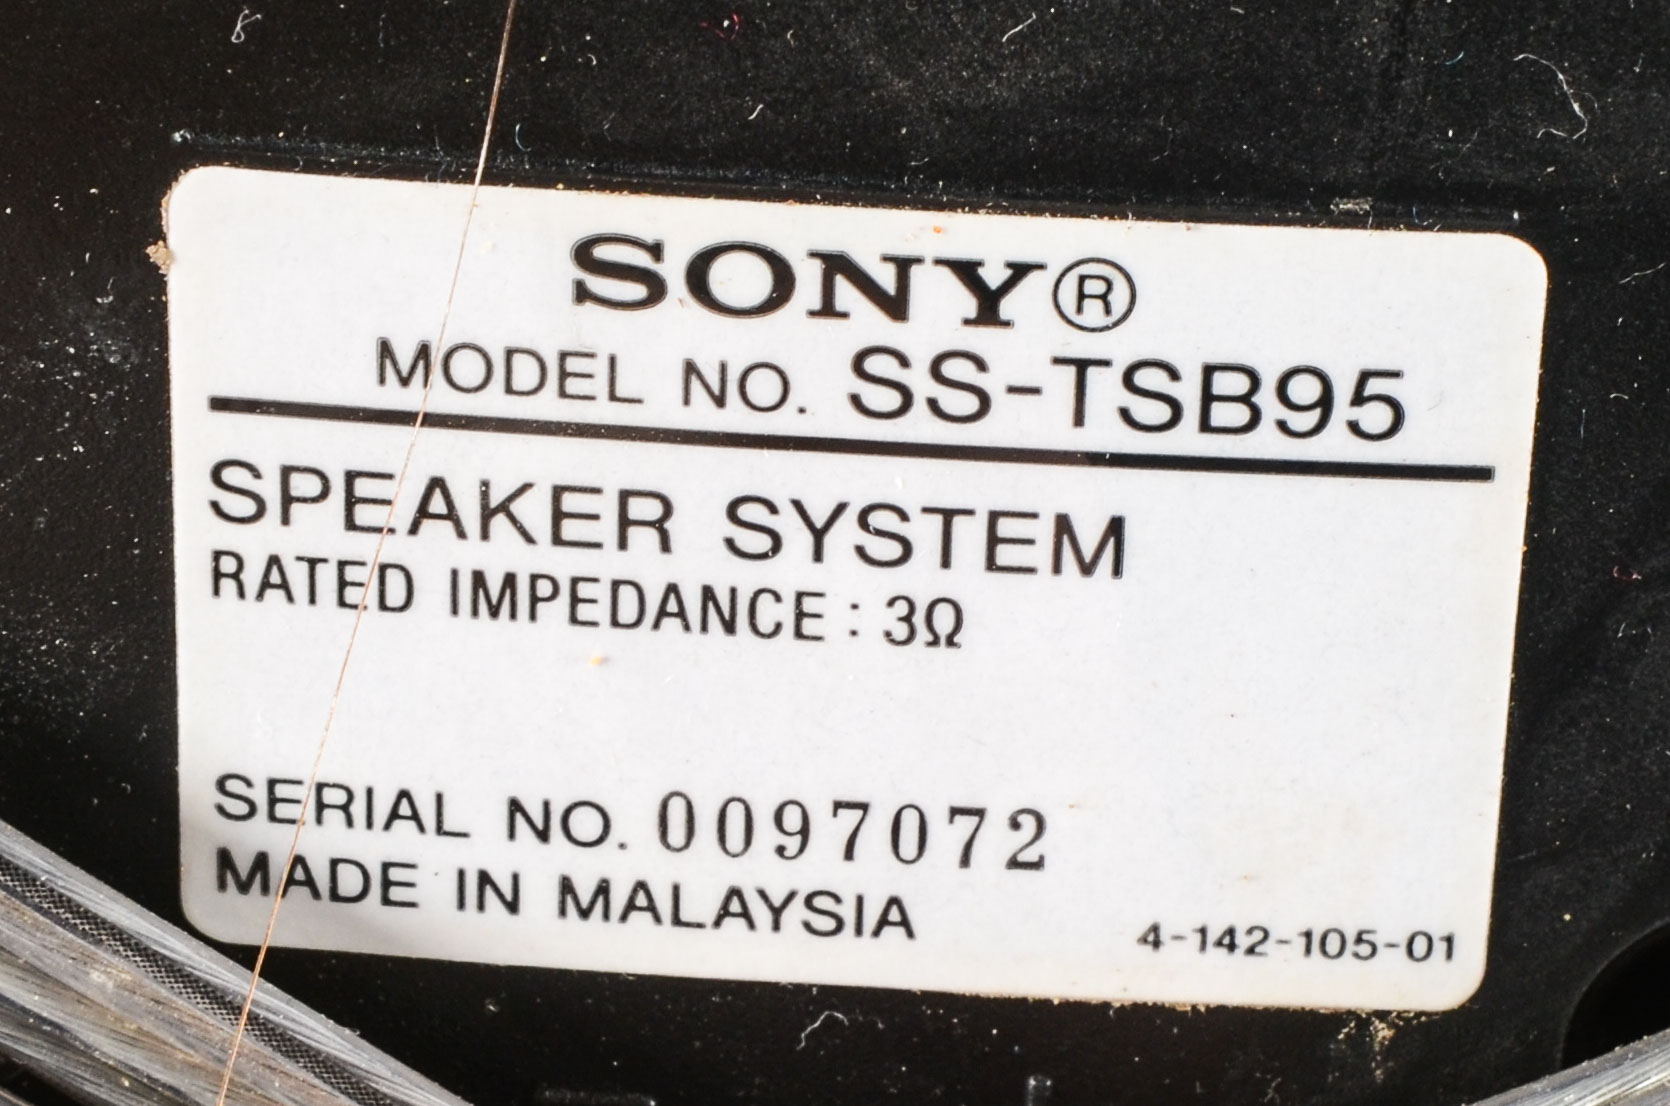 SONY®
MODEL NO. SS-TSB95
SPEAKER SYSTEM
RATED IMPEDANCE : 3Ω
SERIAL NO. 0097072
MADE IN MALAYSIA
4-142-105-01